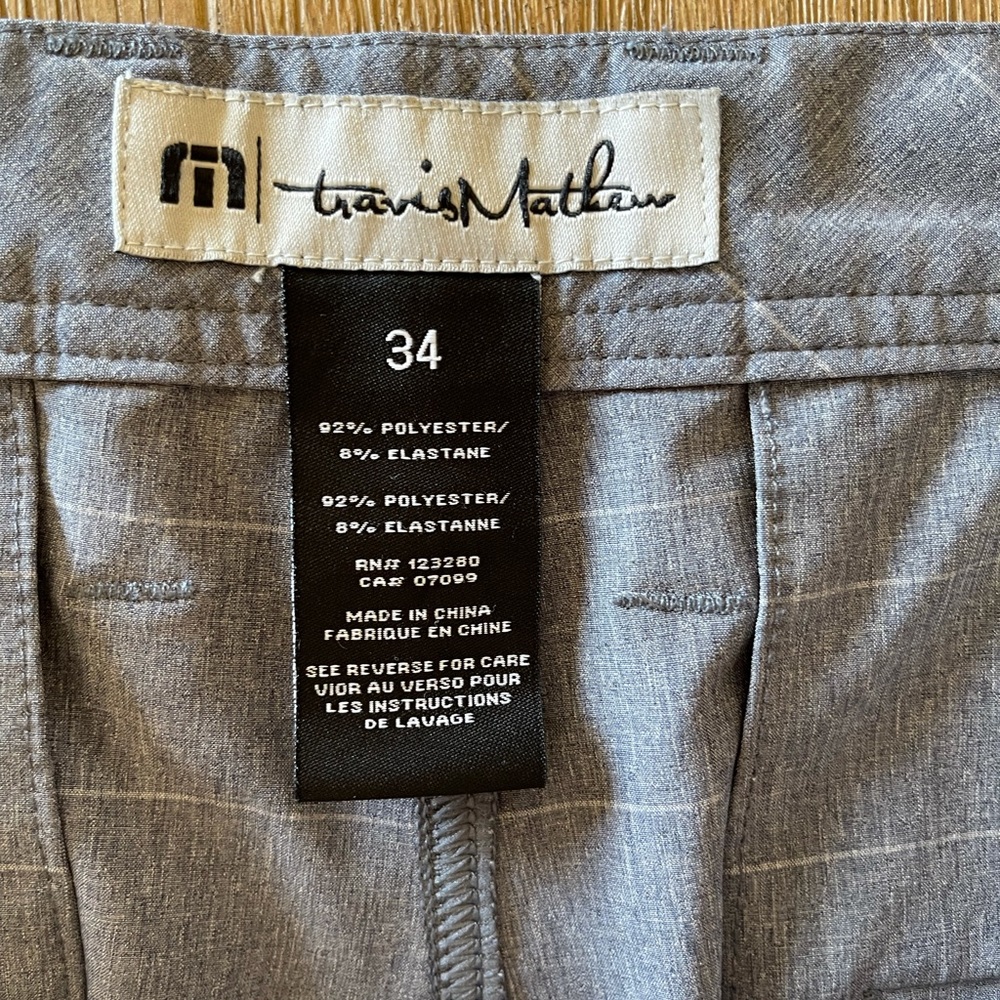 travisMathew
34
92% POLYESTER/
8% ELASTANE
92% POLYESTER/
8% ELASTANNE
RN# 123280
CA# 07099
MADE IN CHINA
FABRIQUE EN CHINE
SEE REVERSE FOR CARE
VIOR AU VERSO POUR
LES INSTRUCTIONS
DE LAVAGE